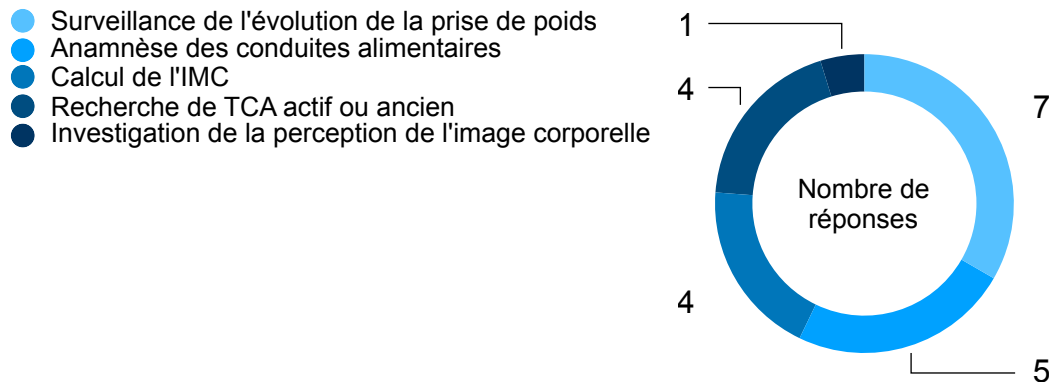 Surveillance de l'évolution de la prise de poids
Anamnèse des conduites alimentaires
Calcul de l'IMC
Recherche de TCA actif ou ancien
Investigation de la perception de l'image corporelle
1
4
7
Nombre de
réponses
4
5